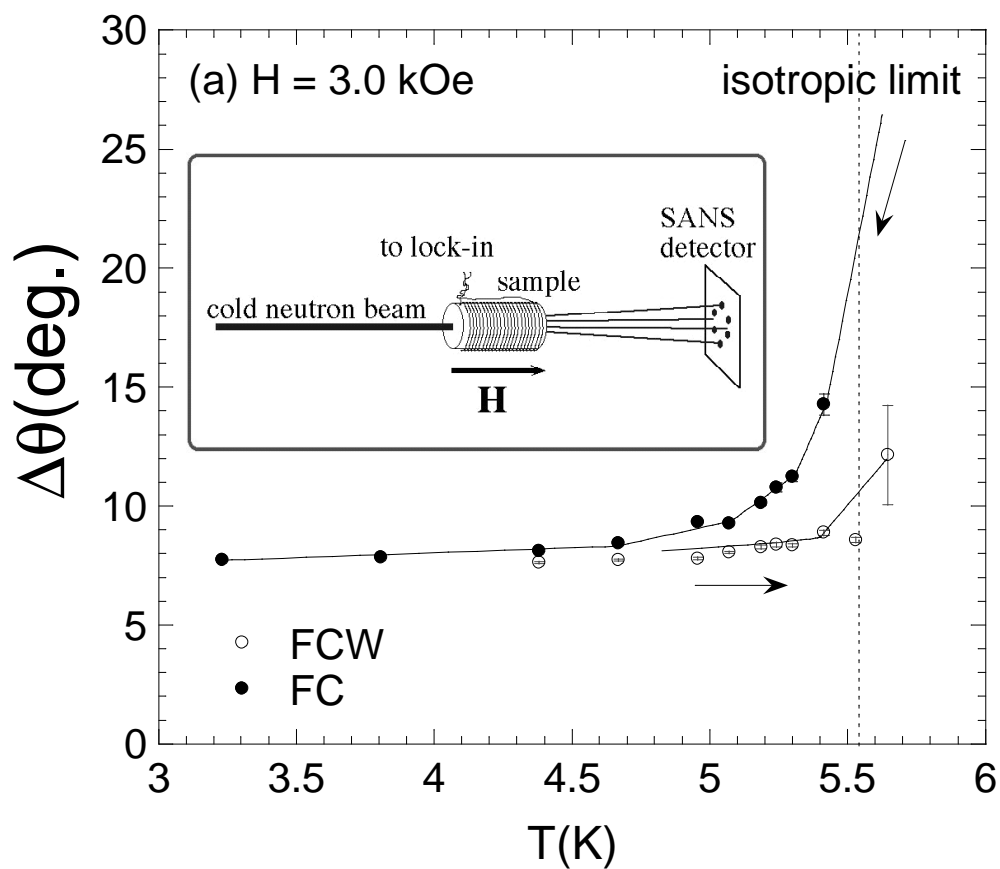 (a) H = 3.0 kOe
isotropic limit
SANS
detector
to lock-in
sample
cold neutron beam
H
FCW
FC
Δθ(deg.)
30
25
20
15
10
5
0
3 3.5 4 4.5 5 5.5 6
T(K)